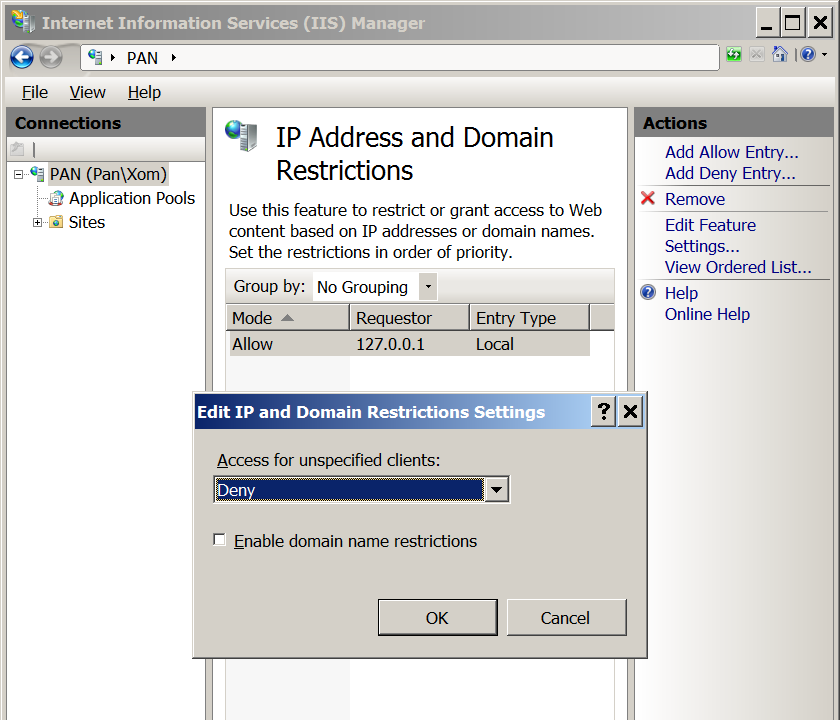 Internet Information Services (IIS) Manager
PAN
File View Help
Connections
PAN (Pan\Xom)
Application Pools
Sites
IP Address and Domain
Restrictions
Use this feature to restrict or grant access to Web
content based on IP addresses or domain names.
Set the restrictions in order of priority.
Group by: No Grouping
Mode Requestor Entry Type
Allow 127.0.0.1 Local
Edit IP and Domain Restrictions Settings
Access for unspecified clients:
Deny
Enable domain name restrictions
OK Cancel
Actions
Add Allow Entry...
Add Deny Entry...
Remove
Edit Feature
Settings...
View Ordered List...
Help
Online Help